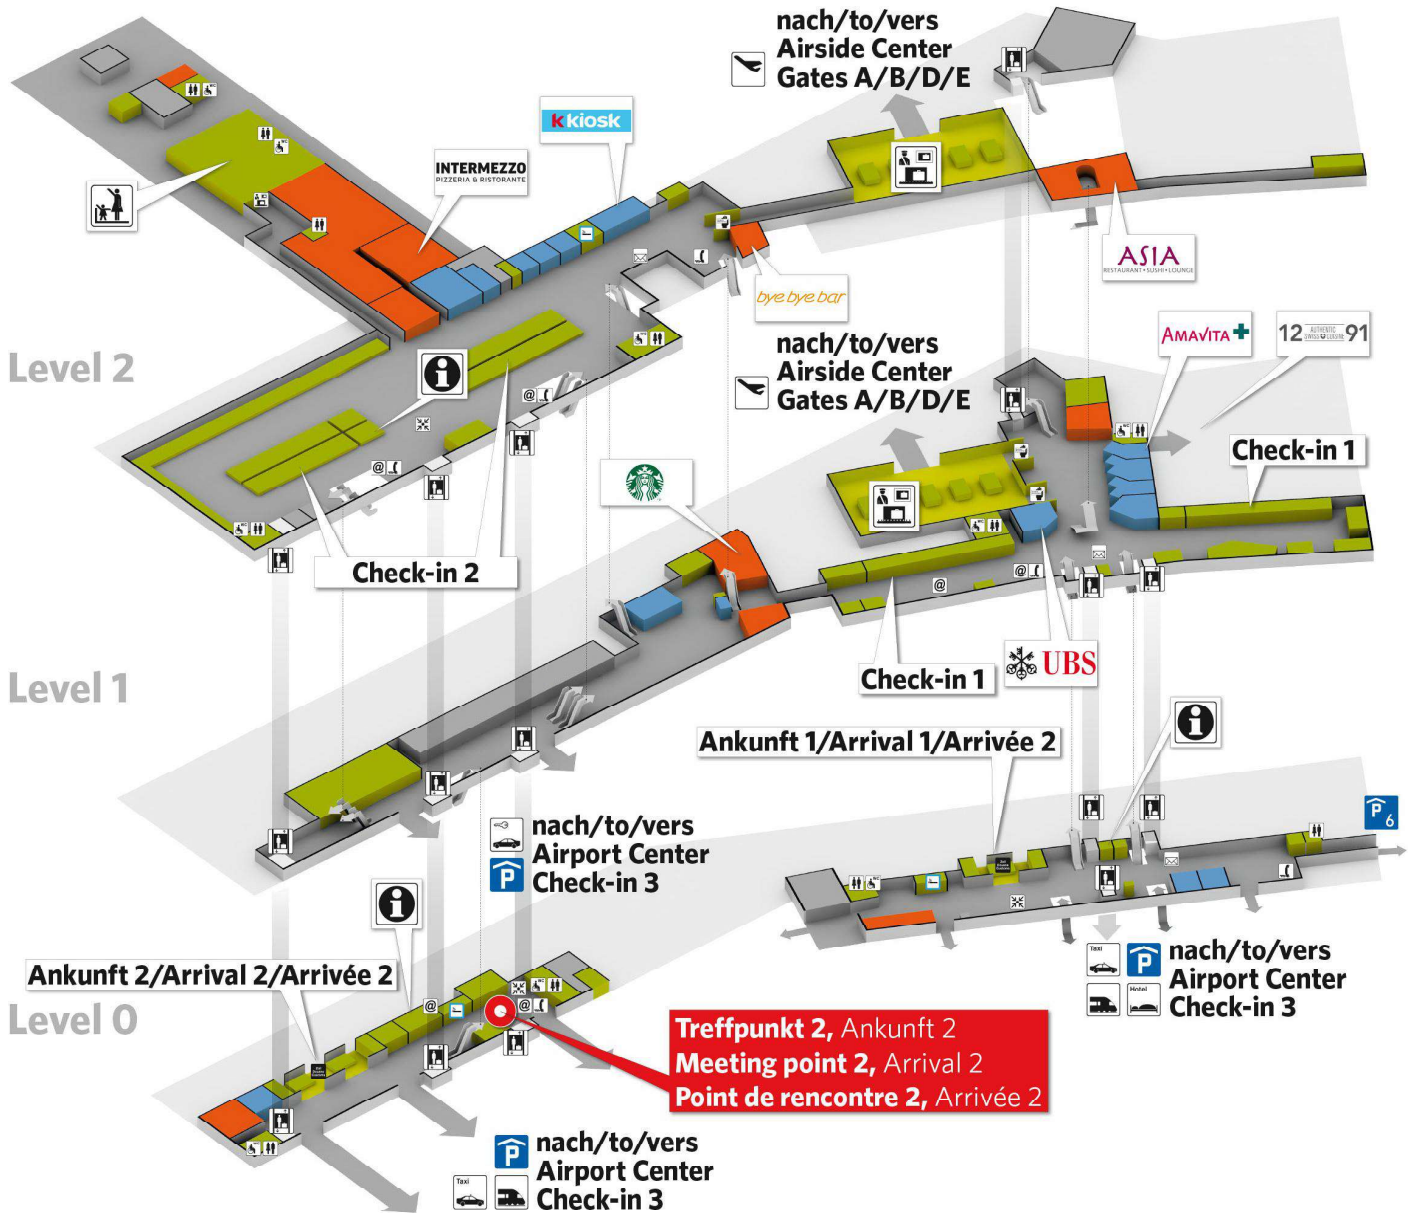 nach/to/vers
Airside Center
Gates A/B/D/E
k kiosk
INTERMEZZO
PIZZERIA & RISTORANTE
ASIA
RESTAURANT • SUSHI • LOUNGE
bye bye bar
Level 2
nach/to/vers
Airside Center
Gates A/B/D/E
AMAVITA
12 AUTHENTIC SWISS CUISINE 91
Check-in 1
Check-in 2
UBS
Check-in 1
Level 1
Ankunft 1/Arrival 1/Arrivée 2
nach/to/vers
Airport Center
Check-in 3
P
P 6
Ankunft 2/Arrival 2/Arrivée 2
Level 0
Taxi
P
Hotel
nach/to/vers
Airport Center
Check-in 3
Treffpunkt 2, Ankunft 2
Meeting point 2, Arrival 2
Point de rencontre 2, Arrivée 2
P
Taxi
nach/to/vers
Airport Center
Check-in 3